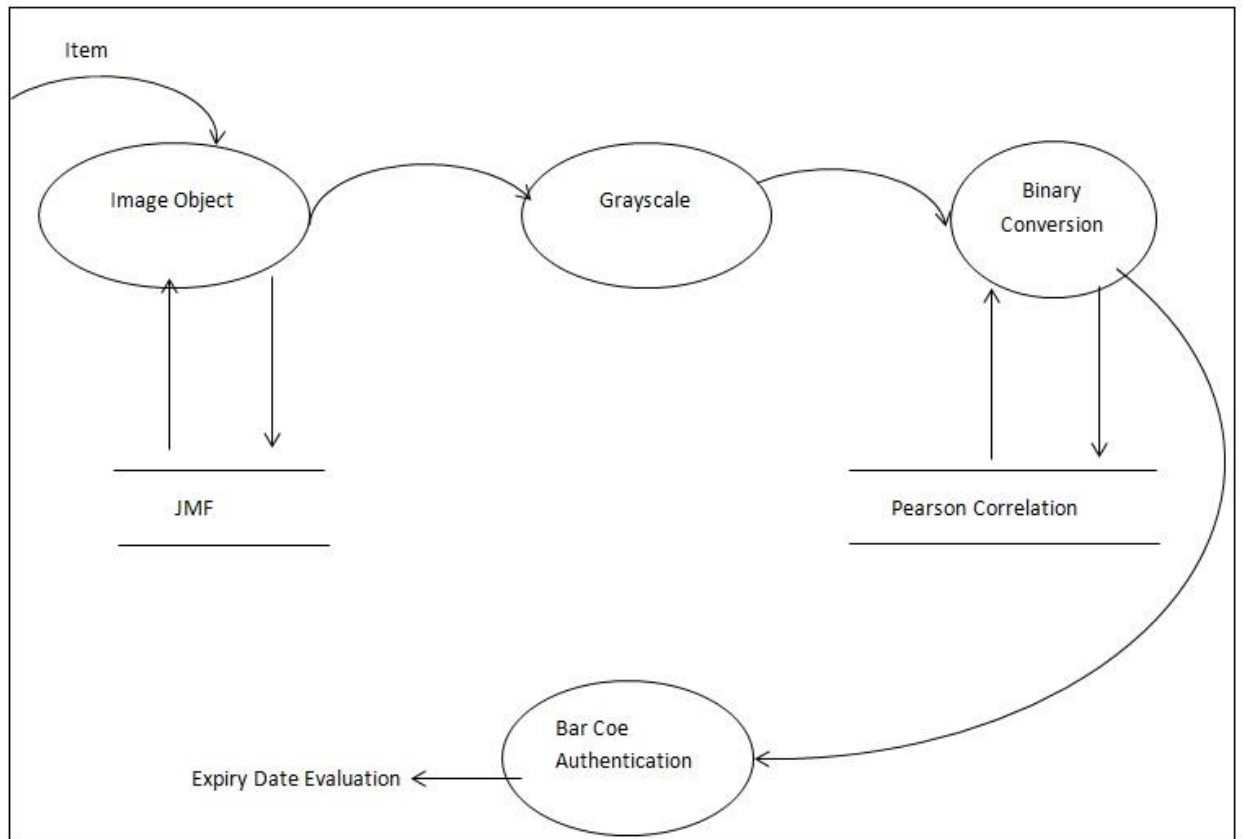 Item
Image Object
Grayscale
Binary
Conversion
JMF
Pearson Correlation
Bar Coe
Authentication
Expiry Date Evaluation